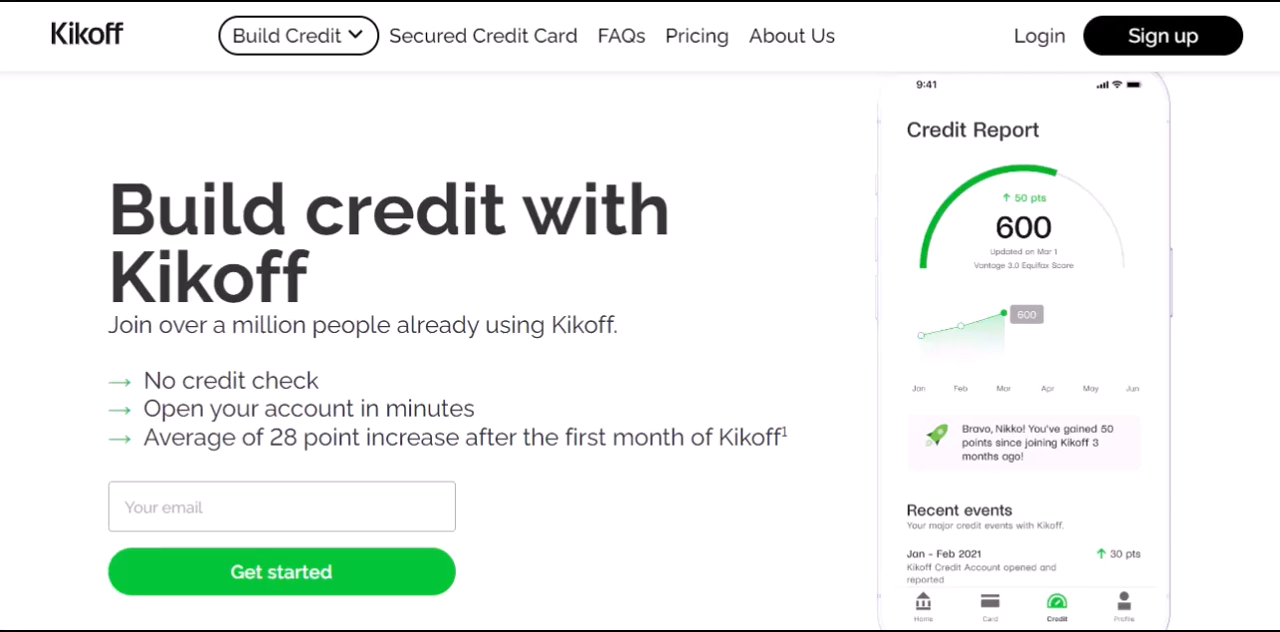 Kikoff
Build Credit
Secured Credit Card
FAQs
Pricing
About Us
Login
Sign up
Build credit with
Kikoff
Join over a million people already using Kikoff.
→ No credit check
→ Open your account in minutes
→ Average of 28 point increase after the first month of Kikoff¹
Your email
Get started
9:41
Credit Report
↑ 50 pts
600
Updated on Mar 1
Vantage 3.0 Equifax Score
600
Jan Feb Mar Apr May Jun
Bravo, Nikko! You've gained 50
points since joining Kikoff 3
months ago!
Recent events
Your major credit events with Kikoff.
Jan - Feb 2021 ↑ 30 pts
Kikoff Credit Account opened and
reported
Home Card Credit Profile